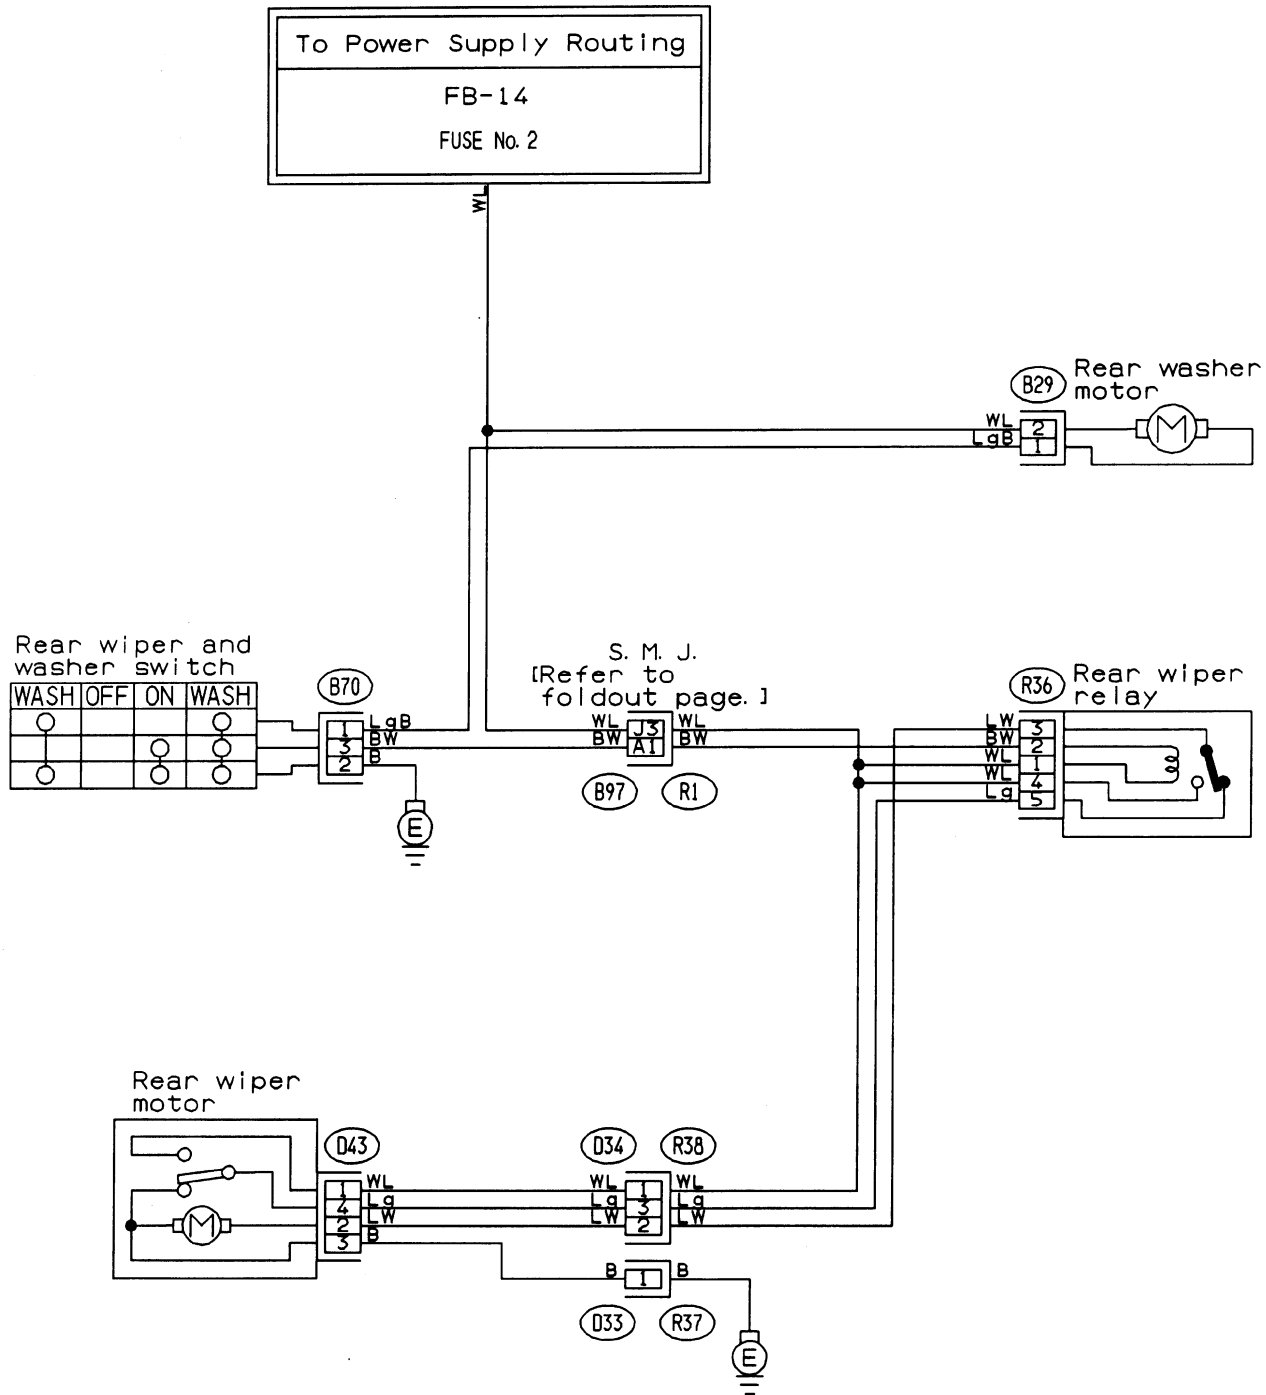 To Power Supply Routing
FB-14
FUSE No. 2
WL
B29
Rear washer
motor
WL
LgB
2
1
M
Rear wiper and
washer switch
WASH OFF ON WASH
B70
1
3
2
LgB
BW
B
E
S. M. J.
[Refer to
foldout page. ]
WL J3 WL
BW A1 BW
B97 R1
R36
Rear wiper
relay
LW 3
BW 2
WL 1
WL 4
Lg 5
Rear wiper
motor
D43
M
1 WL
4 Lg
2 LW
3 B
D34 R38
WL 1 WL
Lg 3 Lg
LW 2 LW
B 1 B
D33 R37
E